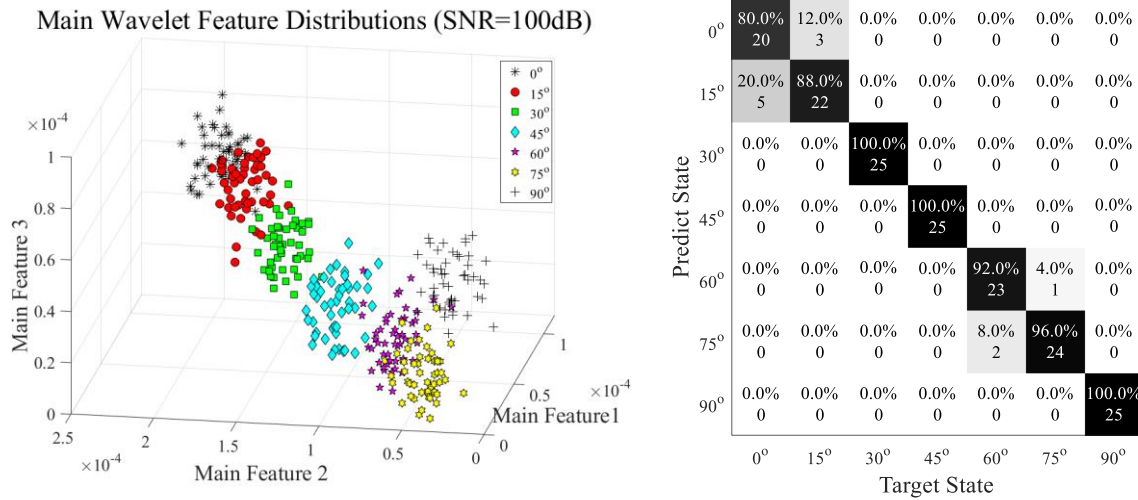 Main Wavelet Feature Distributions (SNR=100dB)
0°
15°
30°
45°
60°
75°
90°
×10⁻⁴
1
0.8
0.6
0.4
0.2
0
Main Feature 3
2.5
2
1.5
1
0.5
0
×10⁻⁴
Main Feature 2
0
0.5
1
×10⁻⁴
Main Feature1
Predict State
0° 80.0% 12.0% 0.0% 0.0% 0.0% 0.0% 0.0%
20 3 0 0 0 0 0
15° 20.0% 88.0% 0.0% 0.0% 0.0% 0.0% 0.0%
5 22 0 0 0 0 0
30° 0.0% 0.0% 100.0% 0.0% 0.0% 0.0% 0.0%
0 0 25 0 0 0 0
45° 0.0% 0.0% 0.0% 100.0% 0.0% 0.0% 0.0%
0 0 0 25 0 0 0
60° 0.0% 0.0% 0.0% 0.0% 92.0% 4.0% 0.0%
0 0 0 0 23 1 0
75° 0.0% 0.0% 0.0% 0.0% 8.0% 96.0% 0.0%
0 0 0 0 2 24 0
90° 0.0% 0.0% 0.0% 0.0% 0.0% 0.0% 100.0%
0 0 0 0 0 0 25
0° 15° 30° 45° 60° 75° 90°
Target State